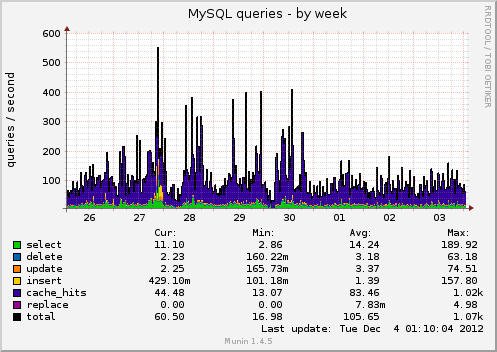 MySQL queries - by week
RRDTOOL / TOBI OETIKER
queries / second
600
500
400
300
200
100
26 27 28 29 30 01 02 03
Cur: Min: Avg: Max:
select 11.10 2.86 14.24 189.92
delete 2.23 160.22m 3.18 63.18
update 2.25 165.73m 3.37 74.51
insert 429.10m 101.18m 1.39 157.80
cache_hits 44.48 13.07 83.46 1.02k
replace 0.00 0.00 7.83m 4.98
total 60.50 16.98 105.65 1.07k
Last update: Tue Dec 4 01:10:04 2012
Munin 1.4.5